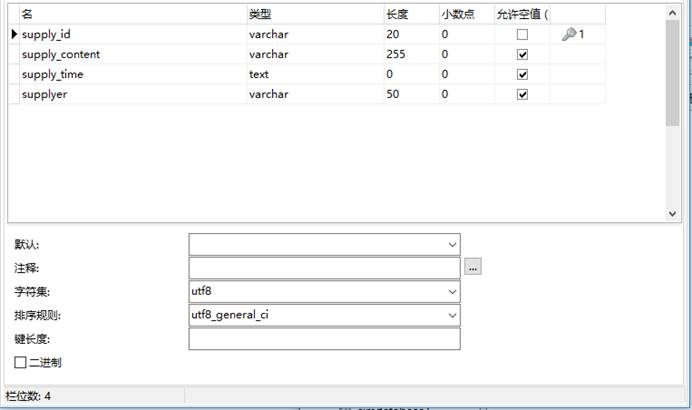 名 类型 长度 小数点 允许空值 (
supply_id varchar 20 0 1
supply_content varchar 255 0
supply_time text 0 0
supplyer varchar 50 0
默认:
注释: ...
字符集: utf8
排序规则: utf8_general_ci
键长度:
二进制
栏位数: 4